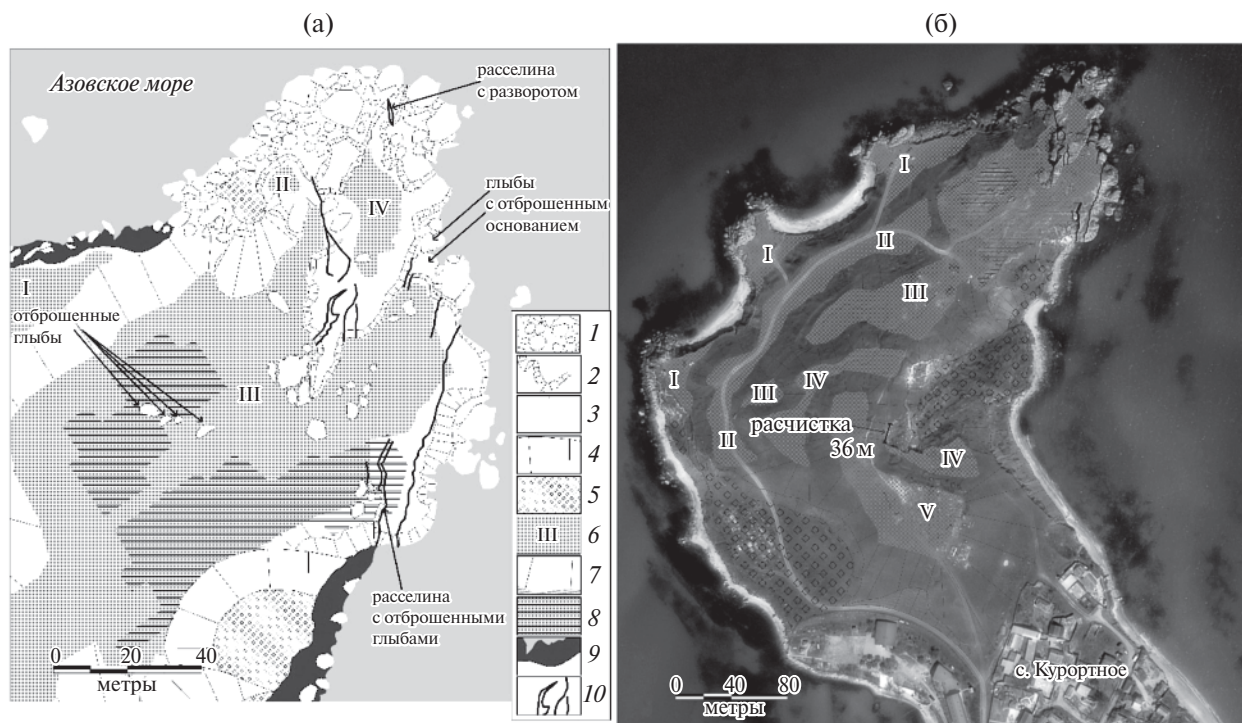 (а)
(б)
Азовское море
расселина
с разворотом
II
глыбы
с отброшенным
основанием
IV
I
отброшенные
глыбы
III
расселина
с отброшенными
глыбами
0 20 40
метры
1
2
3
4
5
III 6
7
8
9
10
I
II
I
III
I
III
IV
расчистка
36 м
II
IV
V
с. Курортное
0 40 80
метры